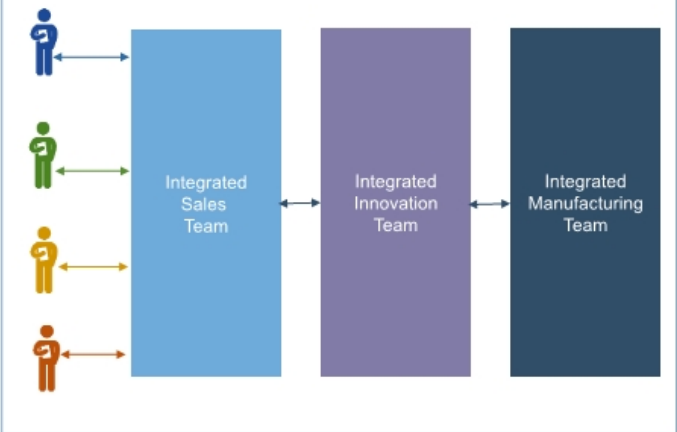 Integrated
Sales
Team
Integrated
Innovation
Team
Integrated
Manufacturing
Team